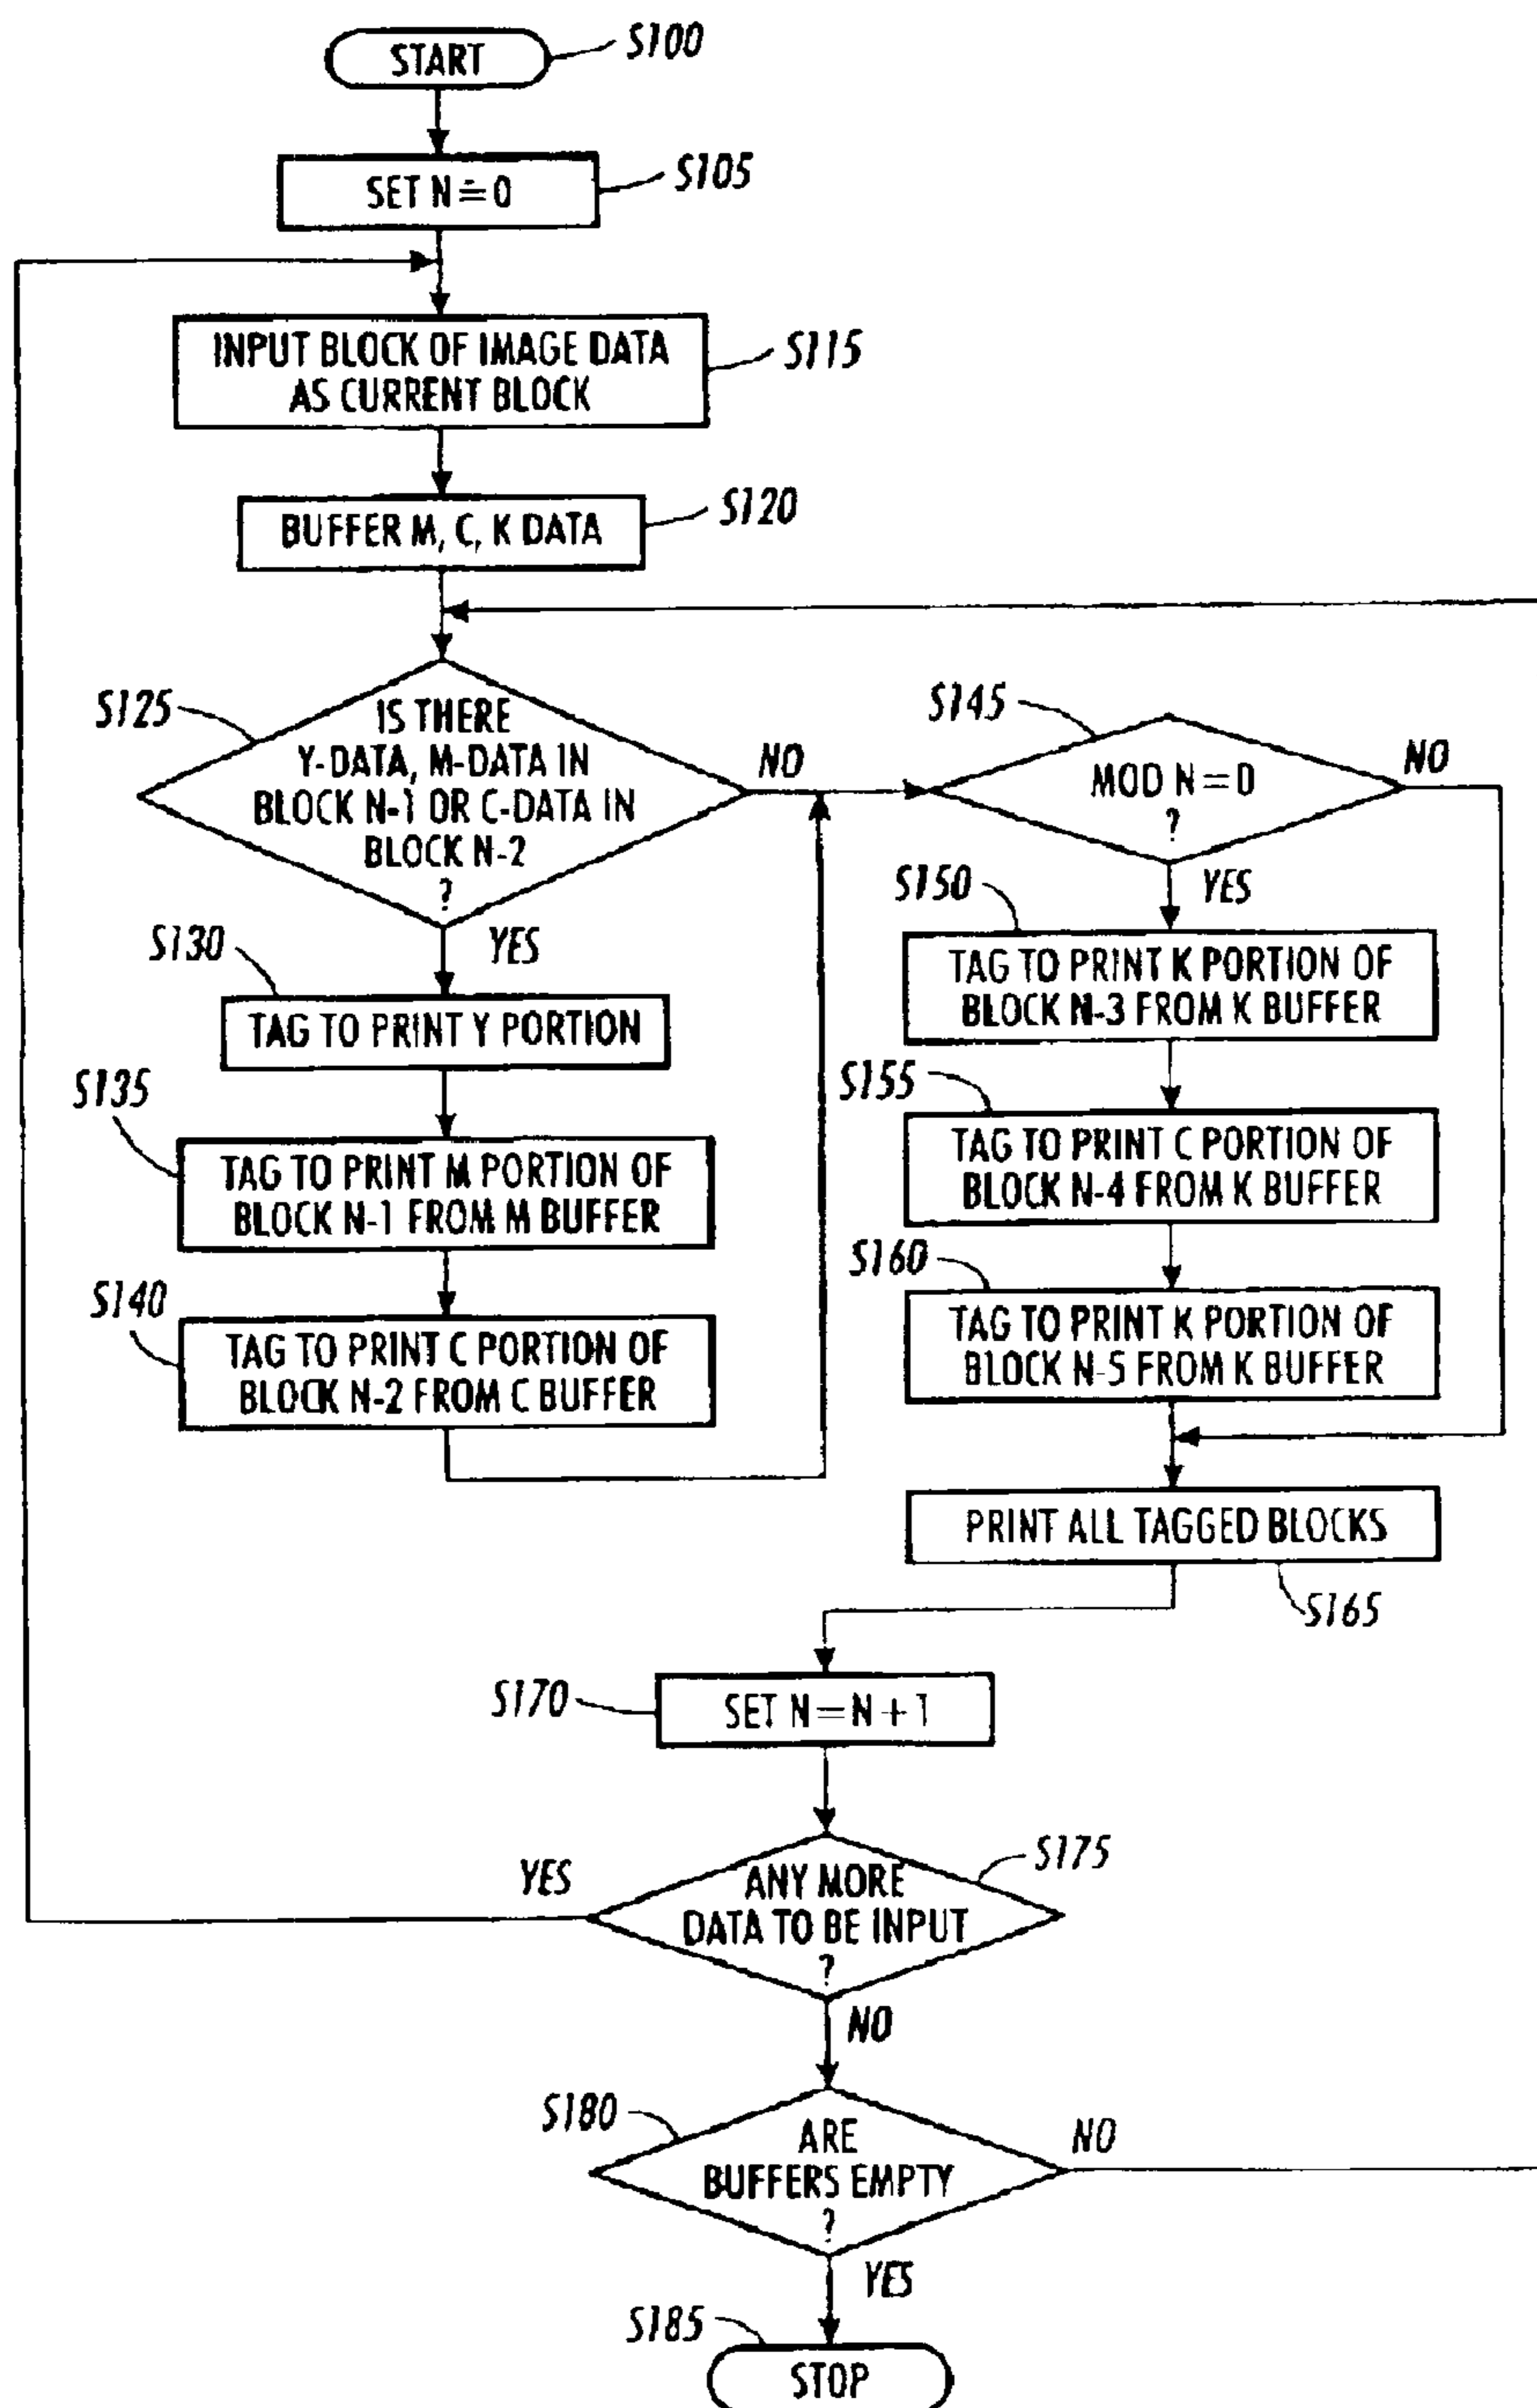 START
S100
SET N = 0
S105
INPUT BLOCK OF IMAGE DATA
AS CURRENT BLOCK
S115
BUFFER M, C, K DATA
S120
S125
IS THERE
Y-DATA, M-DATA IN
BLOCK N-1 OR C-DATA IN
BLOCK N-2
?
NO
YES
S130
TAG TO PRINT Y PORTION
S135
TAG TO PRINT M PORTION OF
BLOCK N-1 FROM M BUFFER
S140
TAG TO PRINT C PORTION OF
BLOCK N-2 FROM C BUFFER
S145
MOD N = 0
?
NO
YES
S150
TAG TO PRINT K PORTION OF
BLOCK N-3 FROM K BUFFER
S155
TAG TO PRINT C PORTION OF
BLOCK N-4 FROM K BUFFER
S160
TAG TO PRINT K PORTION OF
BLOCK N-5 FROM K BUFFER
PRINT ALL TAGGED BLOCKS
S165
S170
SET N = N + 1
S175
ANY MORE
DATA TO BE INPUT
?
YES
NO
S180
ARE
BUFFERS EMPTY
?
NO
YES
S185
STOP